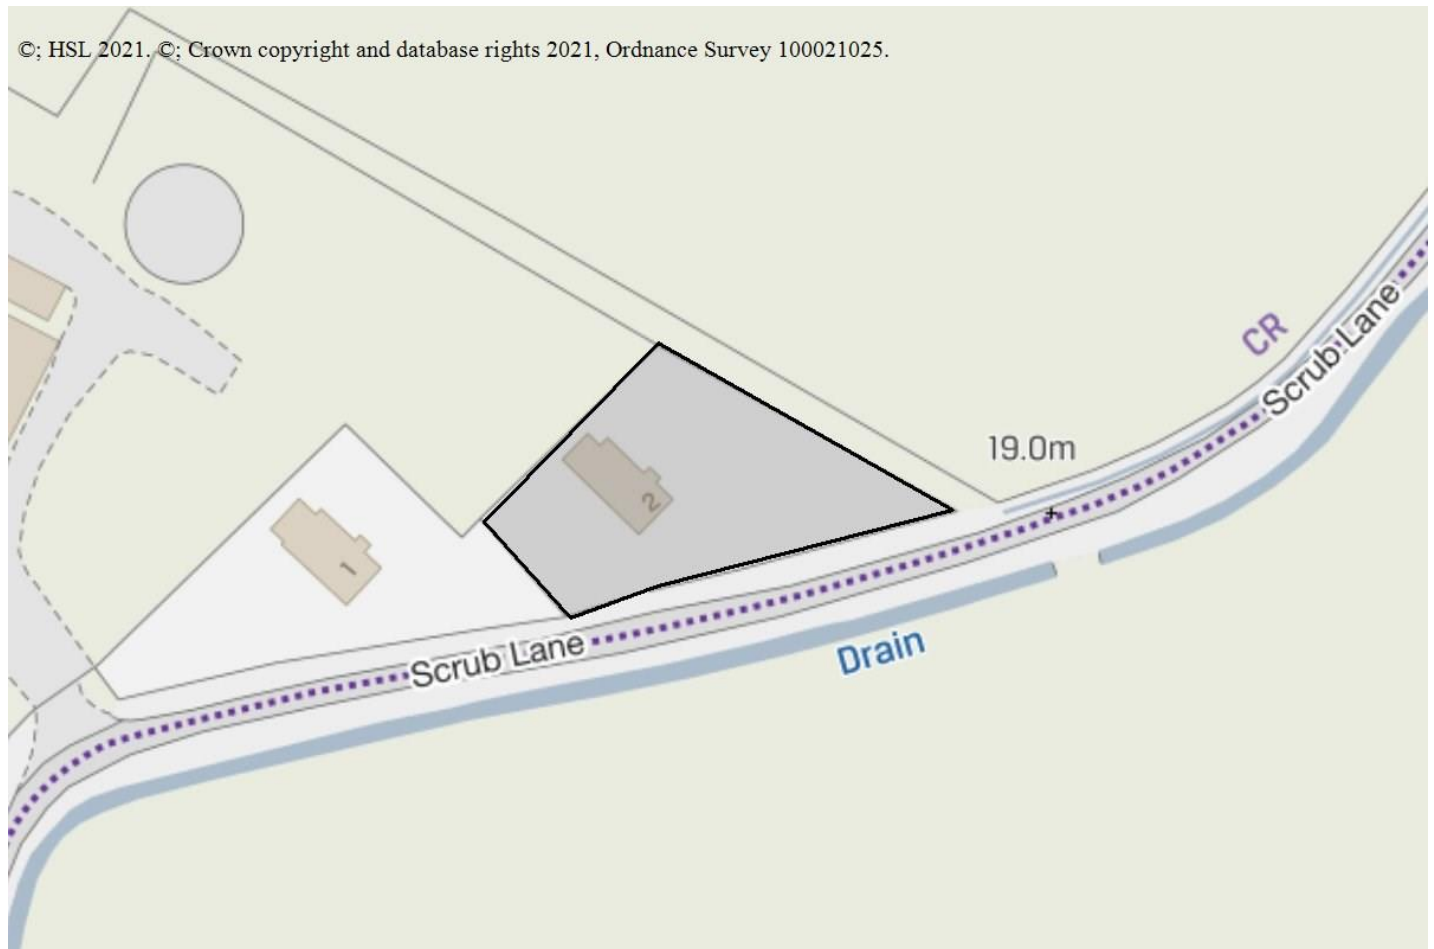 ©; HSL 2021. ©; Crown copyright and database rights 2021, Ordnance Survey 100021025.
CR
Scrub Lane
19.0m
2
1
Scrub Lane
Drain